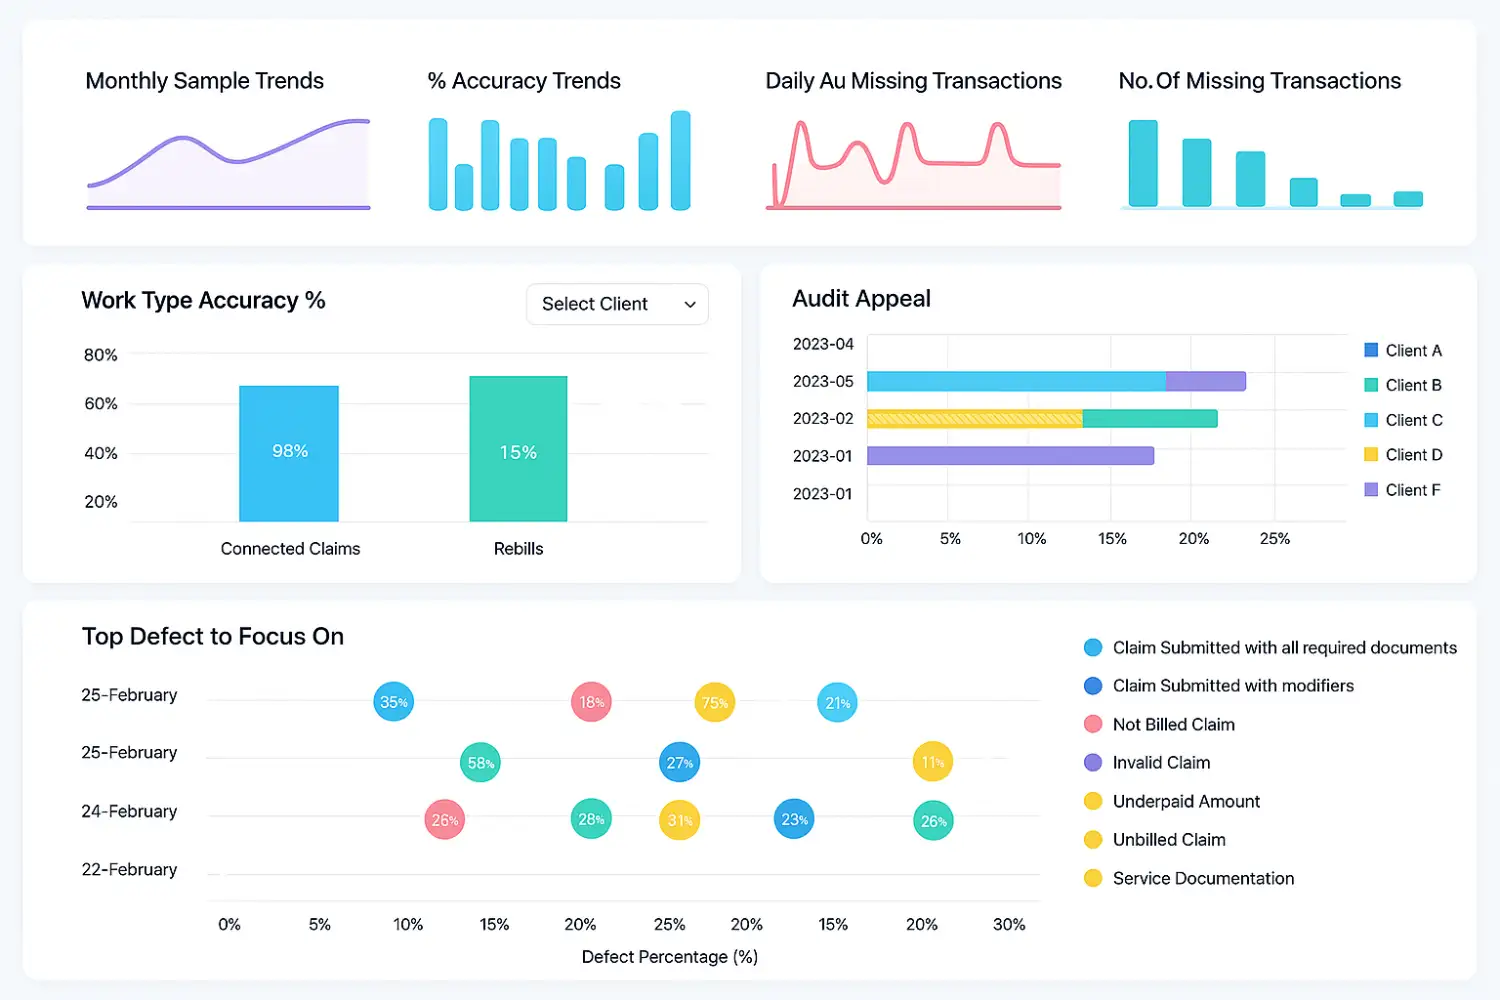 Monthly Sample Trends
% Accuracy Trends
Daily Au Missing Transactions
No. Of Missing Transactions
Work Type Accuracy %
Select Client
80%
60%
40%
20%
98%
15%
Connected Claims
Rebills
Audit Appeal
2023-04
2023-05
2023-02
2023-01
2023-01
0% 5% 10% 15% 20% 25%
Client A
Client B
Client C
Client D
Client F
Top Defect to Focus On
25-February
35% 18% 75% 21%
25-February
58% 27% 11%
24-February
26% 28% 31% 23% 26%
22-February
0% 5% 10% 15% 20% 25% 20% 15% 20% 30%
Defect Percentage (%)
Claim Submitted with all required documents
Claim Submitted with modifiers
Not Billed Claim
Invalid Claim
Underpaid Amount
Unbilled Claim
Service Documentation